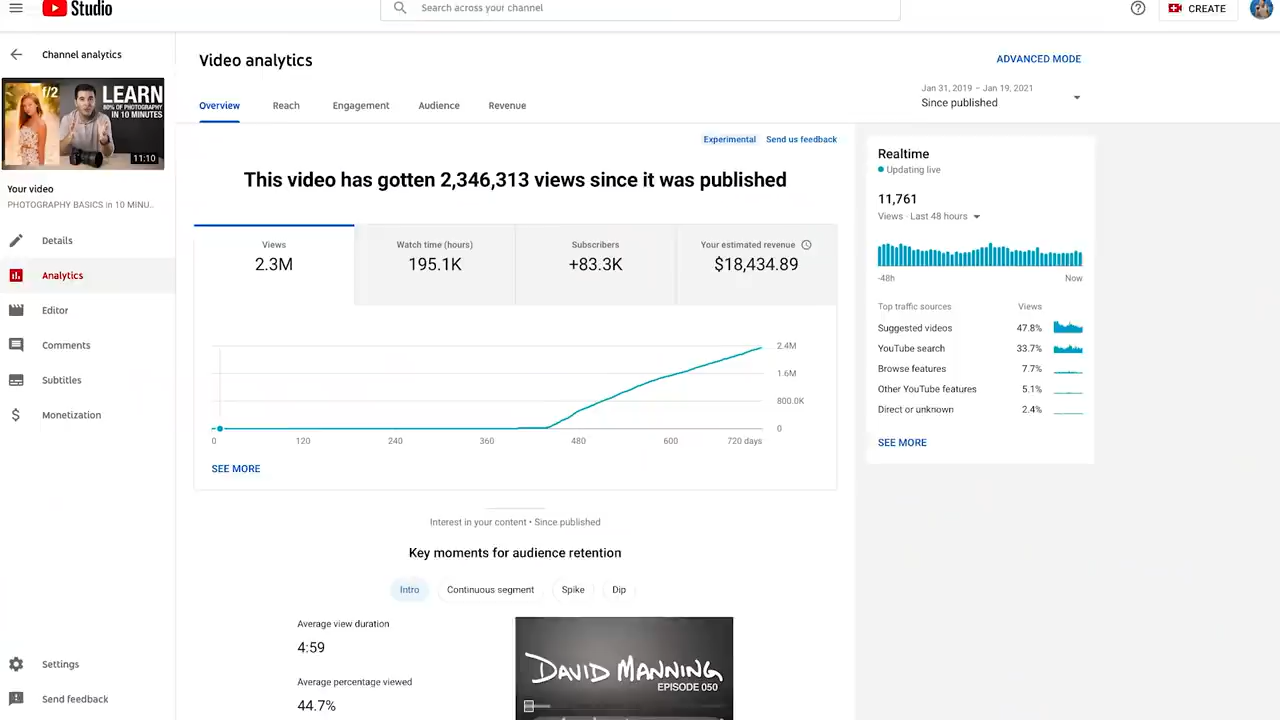 Studio
Search across your channel
CREATE
Channel analytics
f/2
LEARN
80% OF PHOTOGRAPHY
IN 10 MINUTES
11:10
Your video
PHOTOGRAPHY BASICS in 10 MINU...
Details
Analytics
Editor
Comments
Subtitles
Monetization
Settings
Send feedback
Video analytics
ADVANCED MODE
Overview
Reach
Engagement
Audience
Revenue
Jan 31, 2019 – Jan 19, 2021
Since published
Experimental
Send us feedback
This video has gotten 2,346,313 views since it was published
Views
2.3M
Watch time (hours)
195.1K
Subscribers
+83.3K
Your estimated revenue
$18,434.89
2.4M
1.6M
800.0K
0
0 120 240 360 480 600 720 days
SEE MORE
Interest in your content • Since published
Key moments for audience retention
Intro
Continuous segment
Spike
Dip
Average view duration
4:59
Average percentage viewed
44.7%
DAVID MANNING
EPISODE 050
Realtime
Updating live
11,761
Views · Last 48 hours
-48h Now
Top traffic sources Views
Suggested videos 47.8%
YouTube search 33.7%
Browse features 7.7%
Other YouTube features 5.1%
Direct or unknown 2.4%
SEE MORE